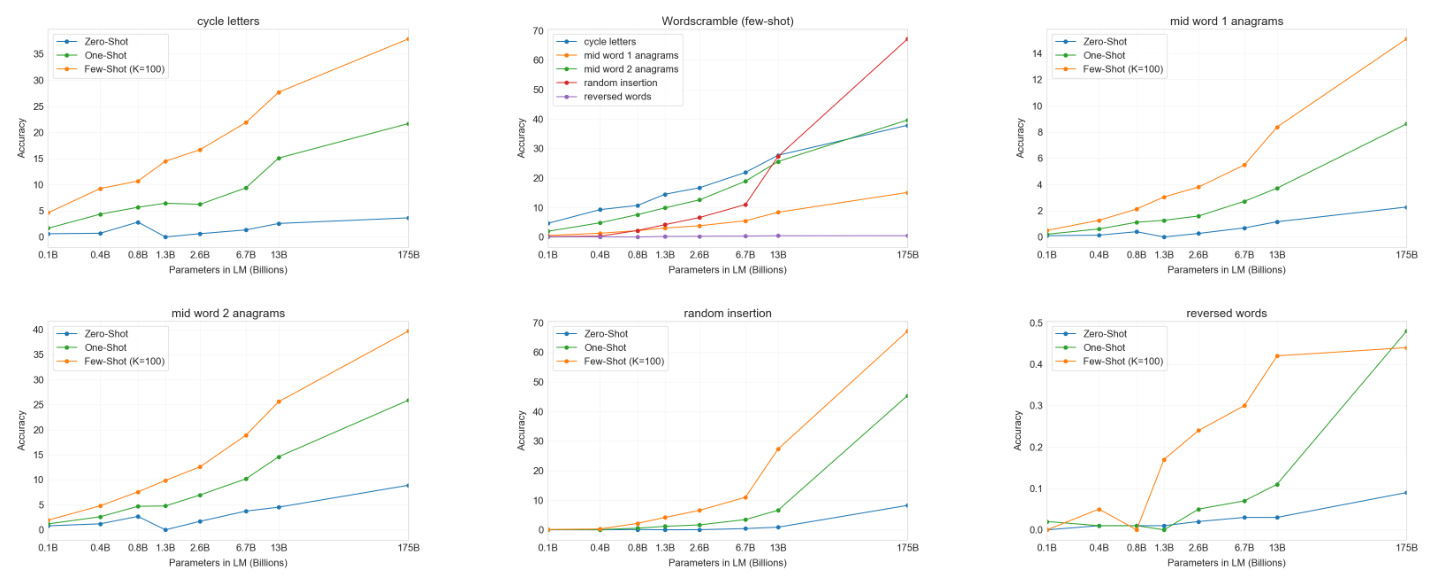 cycle letters
Zero-Shot
One-Shot
Few-Shot (K=100)
35
30
25
20
15
10
5
0
Accuracy
0.1B 0.4B 0.8B 1.3B 2.6B 6.7B 13B 175B
Parameters in LM (Billions)
Wordscramble (few-shot)
cycle letters
mid word 1 anagrams
mid word 2 anagrams
random insertion
reversed words
70
60
50
40
30
20
10
0
Accuracy
0.1B 0.4B 0.8B 1.3B 2.6B 6.7B 13B 175B
Parameters in LM (Billions)
mid word 1 anagrams
Zero-Shot
One-Shot
Few-Shot (K=100)
14
12
10
8
6
4
2
0
Accuracy
0.1B 0.4B 0.8B 1.3B 2.6B 6.7B 13B 175B
Parameters in LM (Billions)
mid word 2 anagrams
Zero-Shot
One-Shot
Few-Shot (K=100)
40
35
30
25
20
15
10
5
0
Accuracy
0.1B 0.4B 0.8B 1.3B 2.6B 6.7B 13B 175B
Parameters in LM (Billions)
random insertion
Zero-Shot
One-Shot
Few-Shot (K=100)
70
60
50
40
30
20
10
0
Accuracy
0.1B 0.4B 0.8B 1.3B 2.6B 6.7B 13B 175B
Parameters in LM (Billions)
reversed words
Zero-Shot
One-Shot
Few-Shot (K=100)
0.5
0.4
0.3
0.2
0.1
0.0
Accuracy
0.1B 0.4B 0.8B 1.3B 2.6B 6.7B 13B 175B
Parameters in LM (Billions)